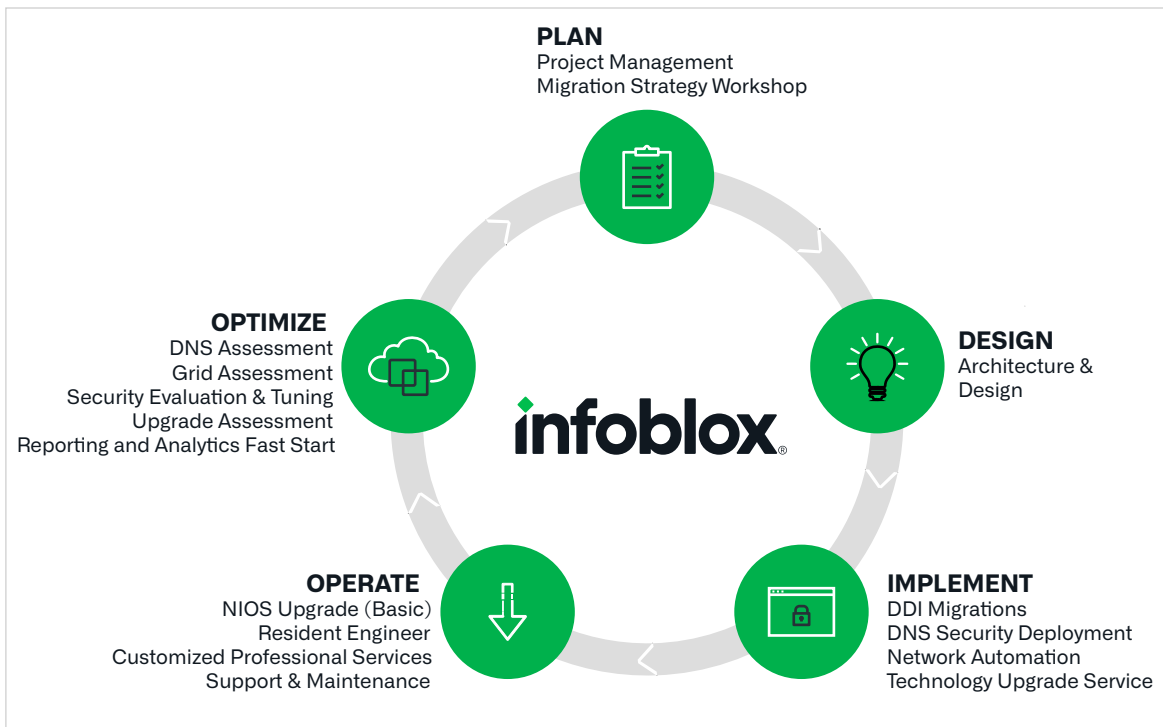 PLAN
Project Management
Migration Strategy Workshop
DESIGN
Architecture &
Design
IMPLEMENT
DDI Migrations
DNS Security Deployment
Network Automation
Technology Upgrade Service
OPERATE
NIOS Upgrade (Basic)
Resident Engineer
Customized Professional Services
Support & Maintenance
OPTIMIZE
DNS Assessment
Grid Assessment
Security Evaluation & Tuning
Upgrade Assessment
Reporting and Analytics Fast Start
infoblox®